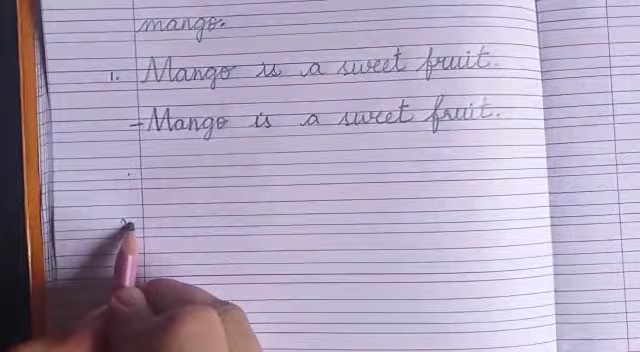 mango.
1. Mango is a sweet fruit.
- Mango is a sweet fruit.